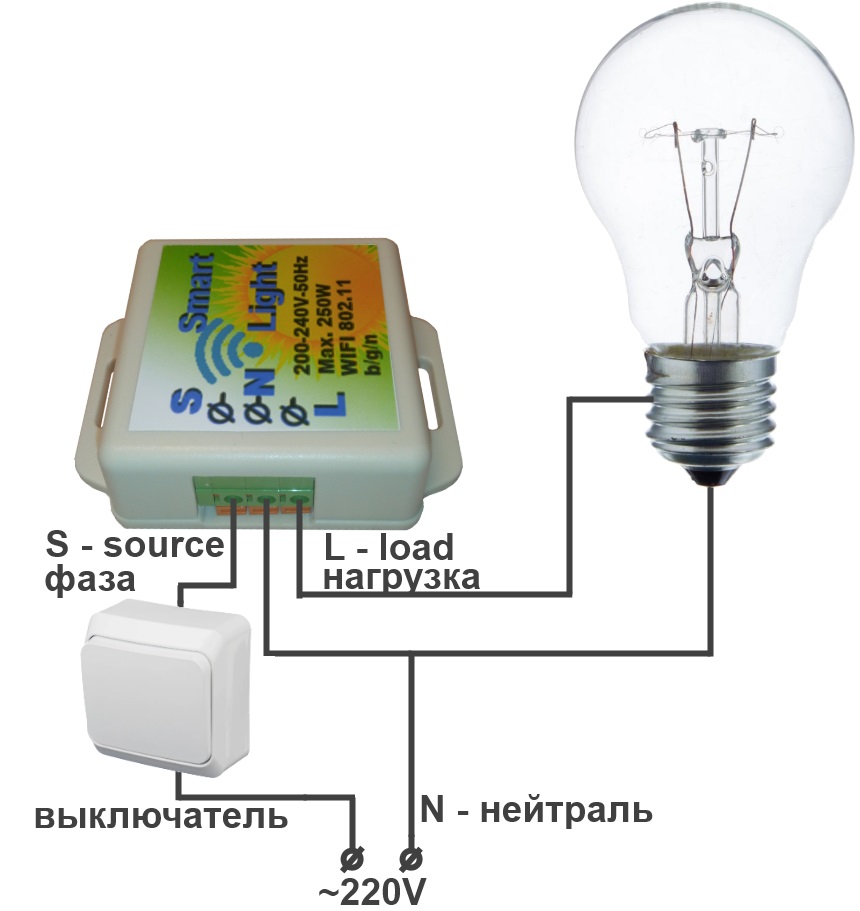 Smart
Light
200-240V-50Hz
Max. 250W
WIFI 802.11
b/g/n
S
N
L
S - source
фаза
L - load
нагрузка
выключатель
N - нейтраль
~220V